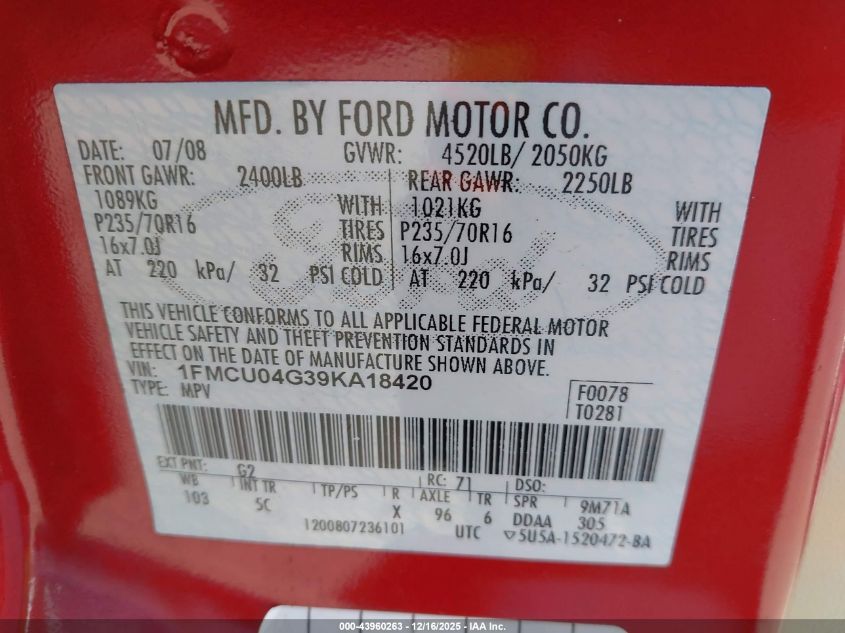 MFD. BY FORD MOTOR CO.
DATE: 07/08 GVWR: 4520LB/ 2050KG
FRONT GAWR: 2400LB REAR GAWR: 2250LB
1089KG WITH 1021KG WITH
P235/70R16 TIRES P235/70R16 TIRES
16x7.0J RIMS 16x7.0J RIMS
AT 220 kPa/ 32 PSI COLD AT 220 kPa/ 32 PSI COLD
THIS VEHICLE CONFORMS TO ALL APPLICABLE FEDERAL MOTOR
VEHICLE SAFETY AND THEFT PREVENTION STANDARDS IN
EFFECT ON THE DATE OF MANUFACTURE SHOWN ABOVE.
VIN: 1FMCU04G39KA18420
TYPE: MPV
F0078
T0281
EXT PNT: G2 RC: 71 DSO:
WB INT TR TP/PS R AXLE TR SPR 9M71A
103 5C X 96 6 DDAA 305
1200807236101 UTC ▽5U5A-1520472-BA
000-43960263 - 12/16/2025 - IAA Inc.